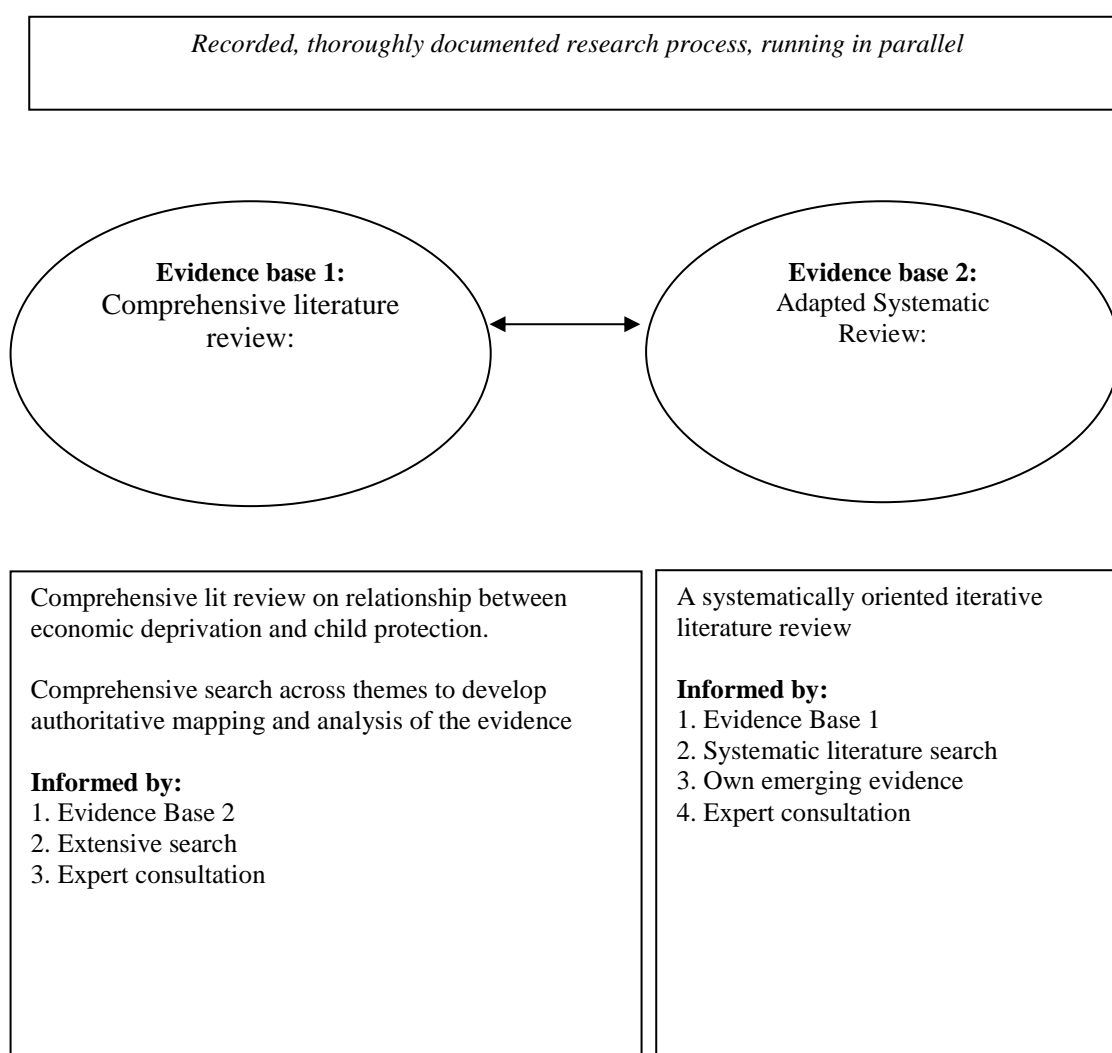 Recorded, thoroughly documented research process, running in parallel
Evidence base 1:
Comprehensive literature
review:
Evidence base 2:
Adapted Systematic
Review:
Comprehensive lit review on relationship between
economic deprivation and child protection.
Comprehensive search across themes to develop
authoritative mapping and analysis of the evidence
Informed by:
1. Evidence Base 2
2. Extensive search
3. Expert consultation
A systematically oriented iterative
literature review
Informed by:
1. Evidence Base 1
2. Systematic literature search
3. Own emerging evidence
4. Expert consultation